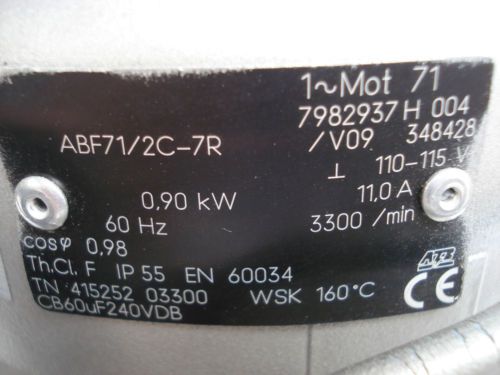 1~Mot 71
7982937 H 004
/V09 348428
ABF71/2C-7R
⊥ 110-115 V
0,90 kW 11,0 A
60 Hz 3300 /min
cosφ 0,98
Th.Cl. F IP 55 EN 60034
TN 415252 03300 WSK 160°C
CB60uF240VDB
CE